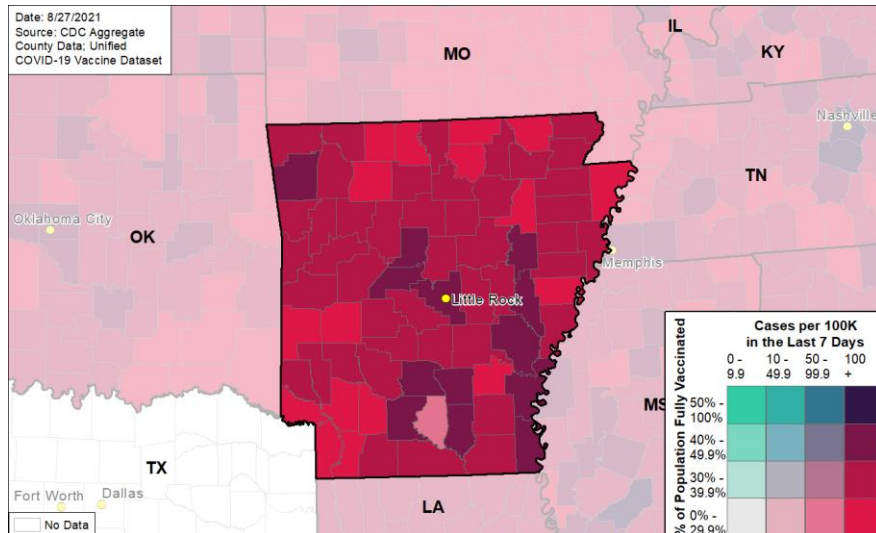 Date: 8/27/2021
Source: CDC Aggregate
County Data; Unified
COVID-19 Vaccine Dataset
MO
IL
KY
Nashville
TN
Oklahoma City
OK
Memphis
Little Rock
MS
TX
Fort Worth
Dallas
LA
No Data
Cases per 100K
in the Last 7 Days
0 -
9.9
10 -
49.9
50 -
99.9
100
+
% of Population Fully Vaccinated
50% -
100%
40% -
49.9%
30% -
39.9%
0% -
29.9%